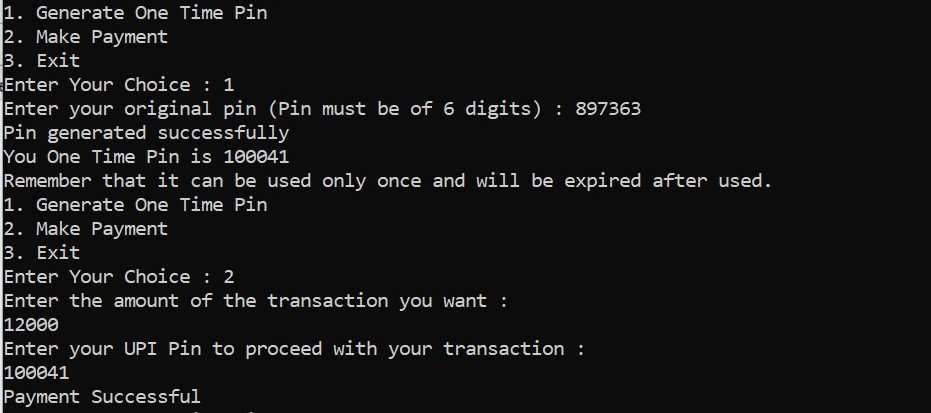 1. Generate One Time Pin
2. Make Payment
3. Exit
Enter Your Choice : 1
Enter your original pin (Pin must be of 6 digits) : 897363
Pin generated successfully
You One Time Pin is 100041
Remember that it can be used only once and will be expired after used.
1. Generate One Time Pin
2. Make Payment
3. Exit
Enter Your Choice : 2
Enter the amount of the transaction you want :
12000
Enter your UPI Pin to proceed with your transaction :
100041
Payment Successful